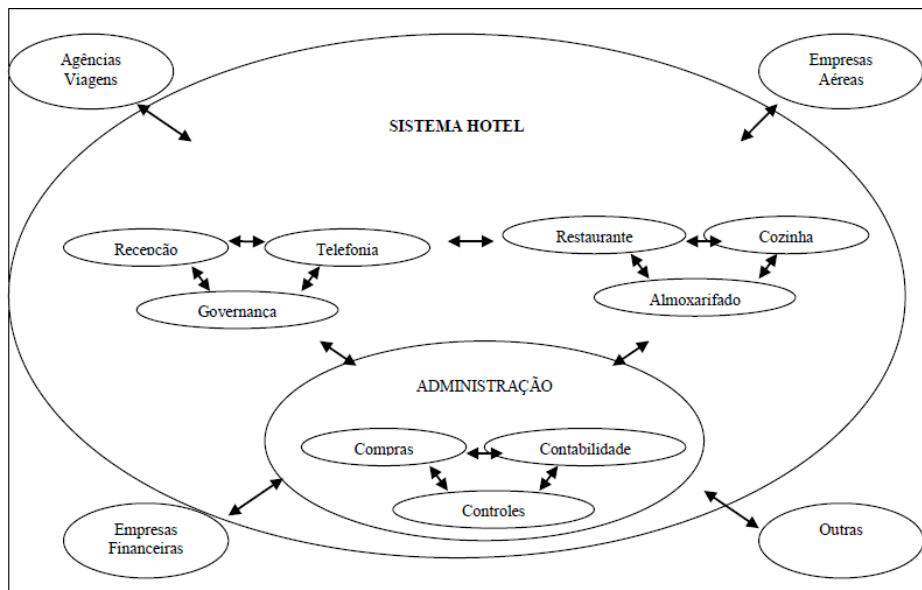 Agências
Viagens
Empresas
Aéreas
SISTEMA HOTEL
Recepção
Telefonia
Governança
Restaurante
Cozinha
Almoxarifado
ADMINISTRAÇÃO
Compras
Contabilidade
Controles
Empresas
Financeiras
Outras